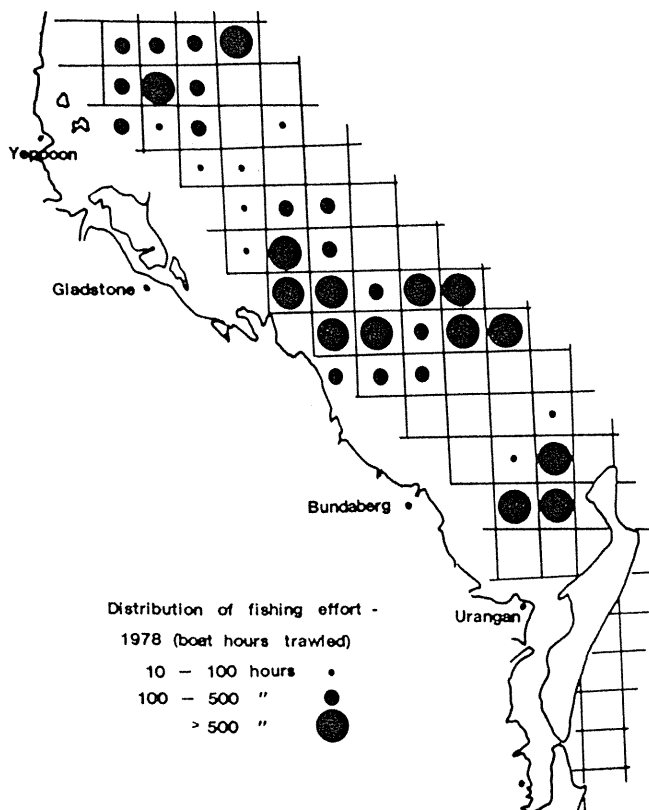 Yeppoon
Gladstone
Bundaberg
Urangan
Distribution of fishing effort -
1978 (boat hours trawled)
10 — 100 hours
100 — 500 "
> 500 "